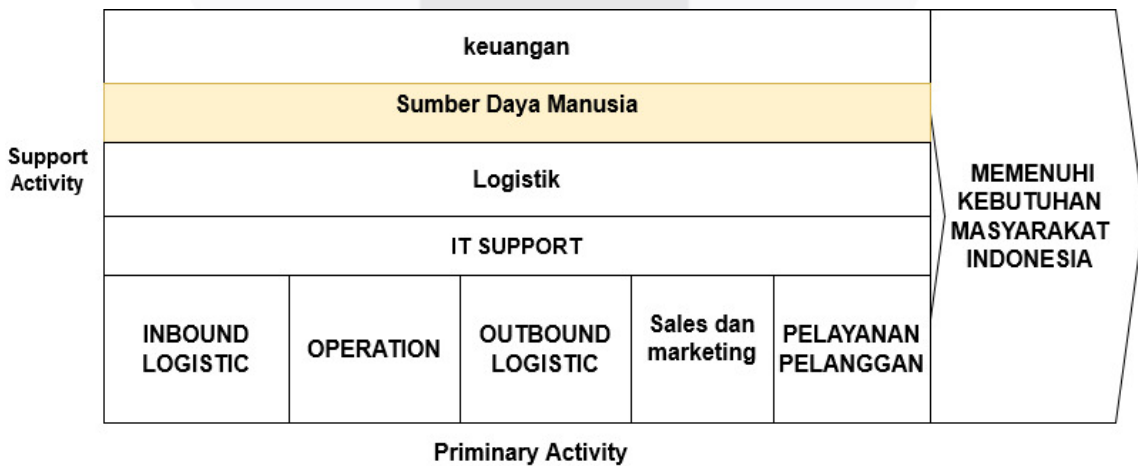 keuangan
Sumber Daya Manusia
Support
Activity
Logistik
IT SUPPORT
MEMENUHI
KEBUTUHAN
MASYARAKAT
INDONESIA
INBOUND
LOGISTIC
OPERATION
OUTBOUND
LOGISTIC
Sales dan
marketing
PELAYANAN
PELANGGAN
Priminary Activity